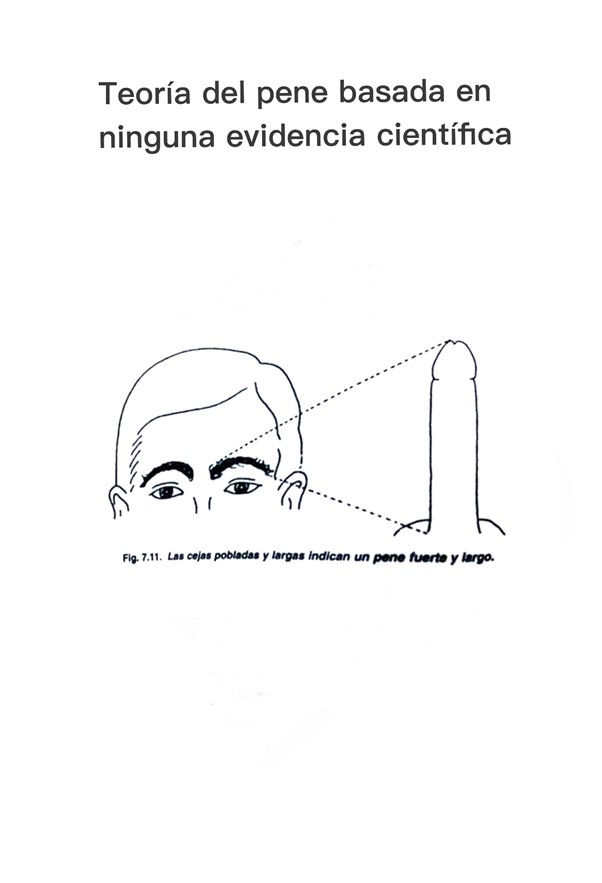 Teoría del pene basada en
ninguna evidencia científica
Fig. 7.11. Las cejas pobladas y largas indican un pene fuerte y largo.